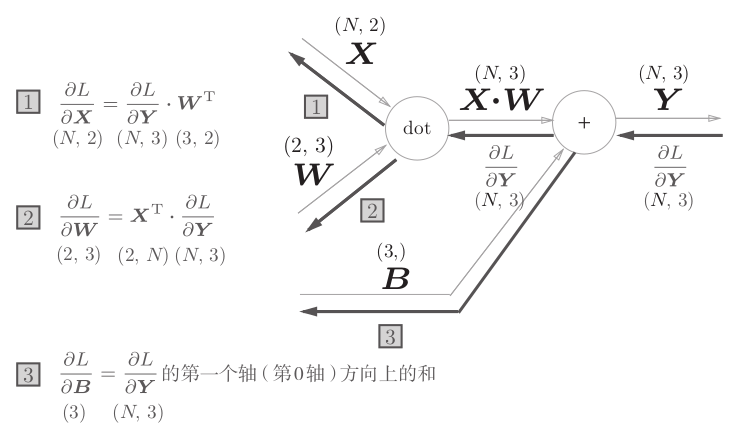 (N, 2)
X
(N, 3)
X·W
(N, 3)
Y
1
∂L/∂X = ∂L/∂Y · W^T
(N, 2) (N, 3) (3, 2)
1
dot
+
(2, 3)
W
∂L/∂Y
(N, 3)
∂L/∂Y
(N, 3)
2
∂L/∂W = X^T · ∂L/∂Y
(2, 3) (2, N) (N, 3)
2
(3,)
B
3
3
∂L/∂B = ∂L/∂Y 的第一个轴(第0轴)方向上的和
(3) (N, 3)